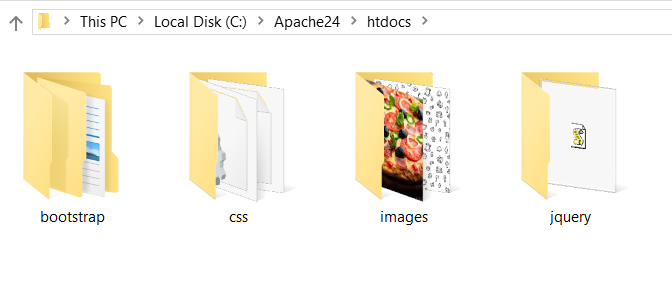 This PC > Local Disk (C:) > Apache24 > htdocs >
bootstrap css images jquery